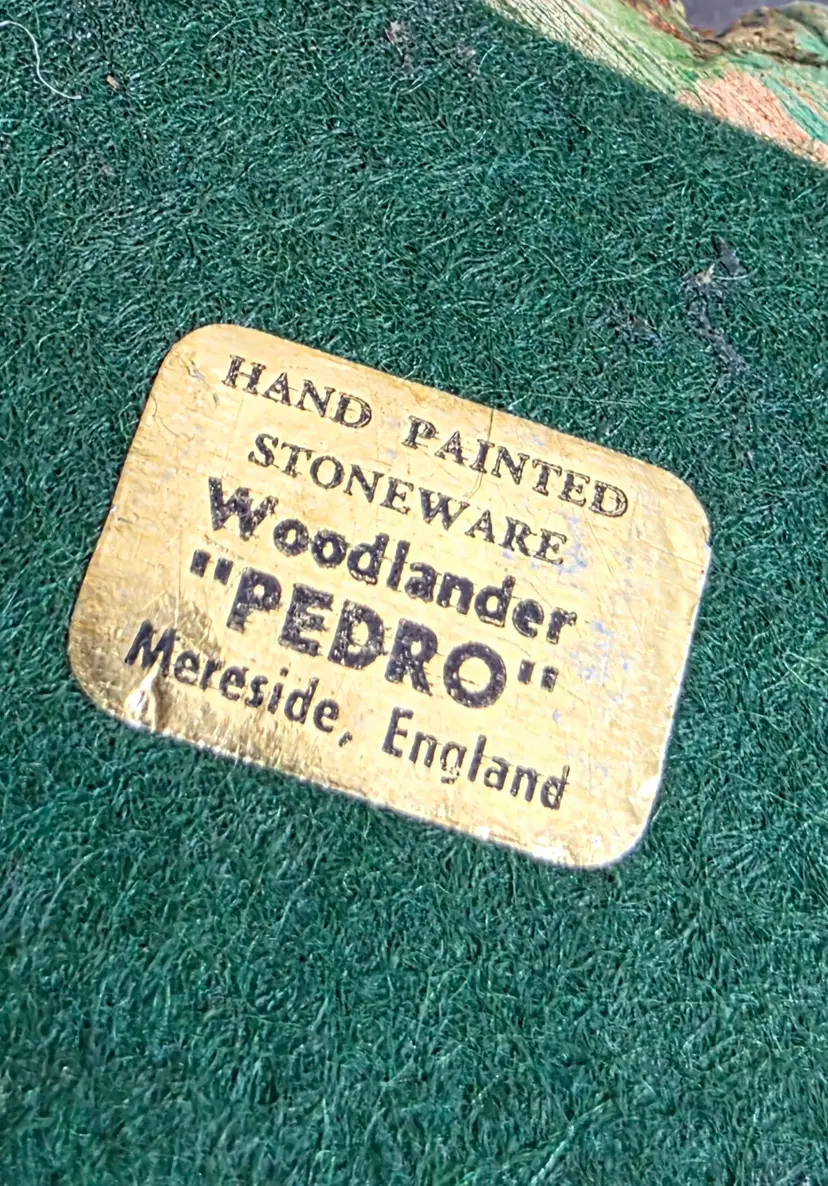 HAND PAINTED
STONEWARE
Woodlander
"PEDRO"
Mereside, England